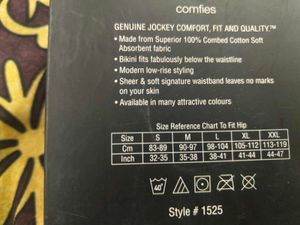 comfies
GENUINE JOCKEY COMFORT, FIT AND QUALITY.™
• Made from Superior 100% Combed Cotton Soft
Absorbent fabric
• Bikini fits fabulously below the waistline
• Modern low-rise styling
• Sheer & soft signature waistband leaves no marks
on your skin
• Available in many attractive colours
Size Reference Chart To Fit Hip
Size S M L XL XXL
Cm 83-89 90-97 98-104 105-112 113-119
Inch 32-35 35-38 38-41 41-44 44-47
40°
Style # 1525